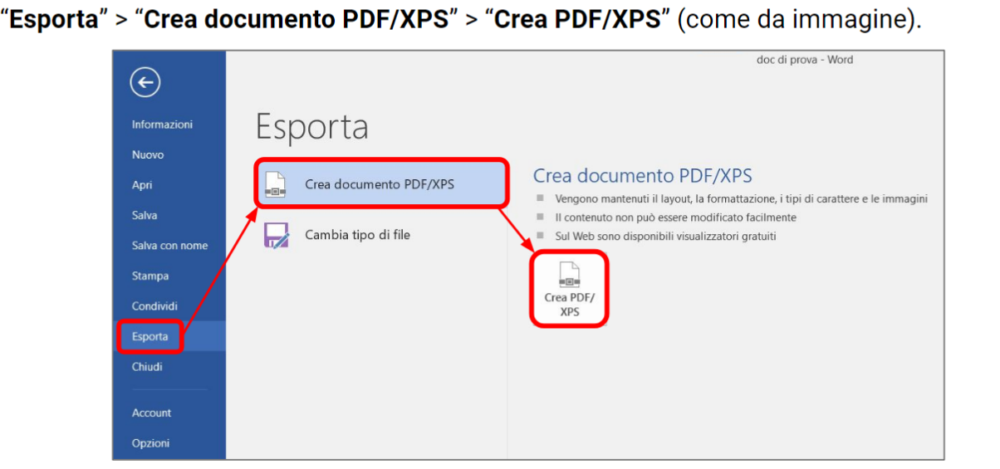 “Esporta” > “Crea documento PDF/XPS” > “Crea PDF/XPS” (come da immagine).
doc di prova - Word
Informazioni
Nuovo
Apri
Salva
Salva con nome
Stampa
Condividi
Esporta
Chiudi
Account
Opzioni
Esporta
Crea documento PDF/XPS
Cambia tipo di file
Crea documento PDF/XPS
Vengono mantenuti il layout, la formattazione, i tipi di carattere e le immagini
Il contenuto non può essere modificato facilmente
Sul Web sono disponibili visualizzatori gratuiti
Crea PDF/
XPS